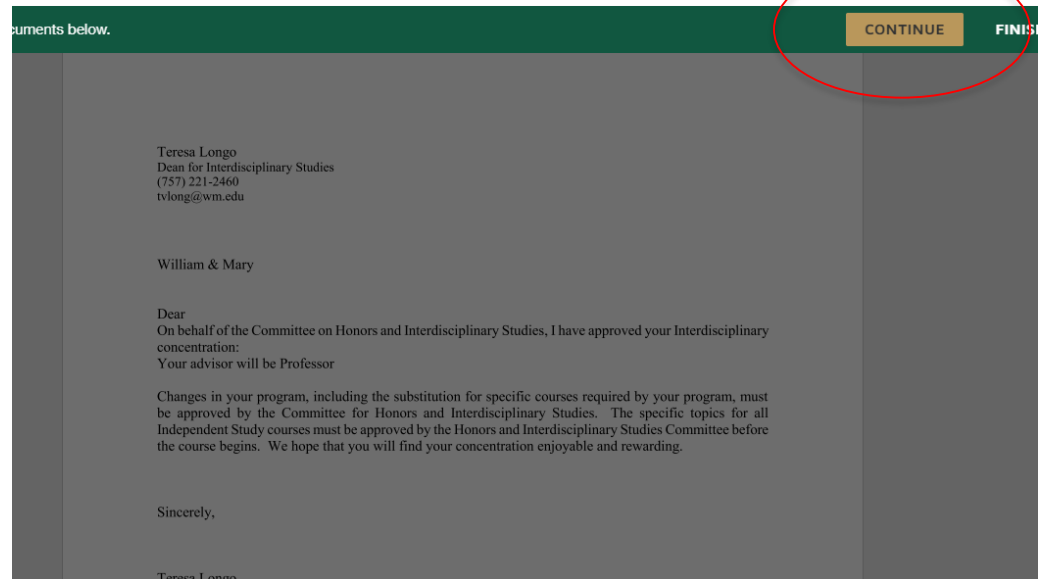 cuments below.
CONTINUE
FINISH
Teresa Longo
Dean for Interdisciplinary Studies
(757) 221-2460
tvlong@wm.edu
William & Mary
Dear
On behalf of the Committee on Honors and Interdisciplinary Studies, I have approved your Interdisciplinary
concentration:
Your advisor will be Professor
Changes in your program, including the substitution for specific courses required by your program, must
be approved by the Committee for Honors and Interdisciplinary Studies. The specific topics for all
Independent Study courses must be approved by the Honors and Interdisciplinary Studies Committee before
the course begins. We hope that you will find your concentration enjoyable and rewarding.
Sincerely,
Teresa Longo